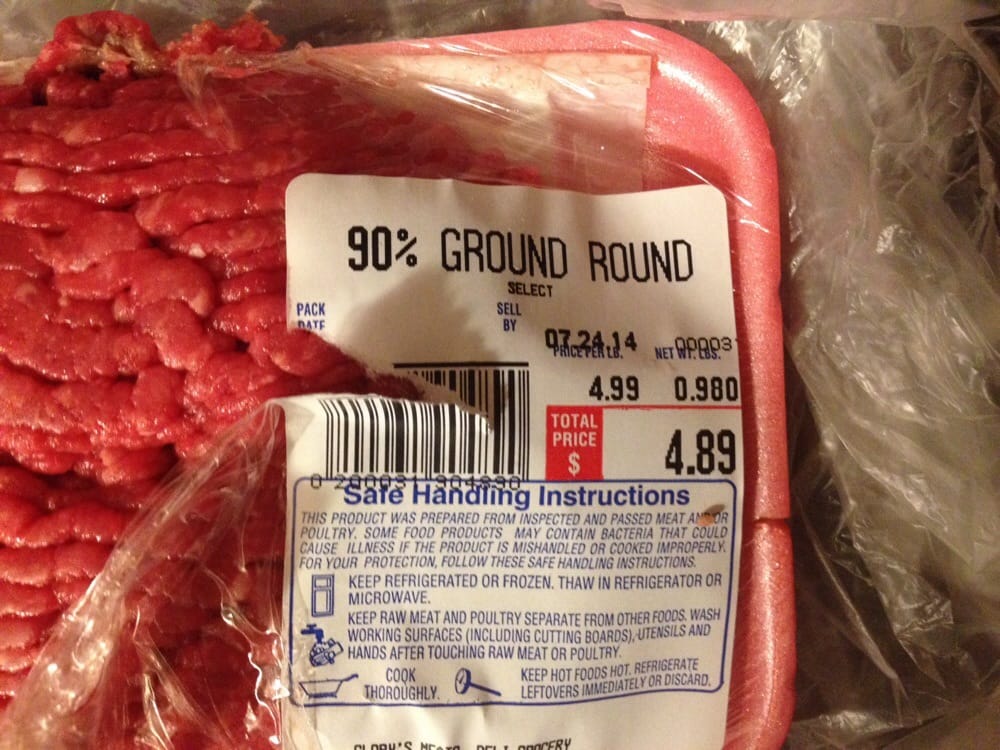 90% GROUND ROUND
SELECT
PACK
DATE
SELL
BY
07.24.14
PRICE PER LB.
NET WT. LBS.
4.99 0.980
TOTAL
PRICE
$
4.89
Safe Handling Instructions
THIS PRODUCT WAS PREPARED FROM INSPECTED AND PASSED MEAT AND/OR
POULTRY. SOME FOOD PRODUCTS MAY CONTAIN BACTERIA THAT COULD
CAUSE ILLNESS IF THE PRODUCT IS MISHANDLED OR COOKED IMPROPERLY.
FOR YOUR PROTECTION, FOLLOW THESE SAFE HANDLING INSTRUCTIONS.
KEEP REFRIGERATED OR FROZEN. THAW IN REFRIGERATOR OR
MICROWAVE.
KEEP RAW MEAT AND POULTRY SEPARATE FROM OTHER FOODS. WASH
WORKING SURFACES (INCLUDING CUTTING BOARDS), UTENSILS AND
HANDS AFTER TOUCHING RAW MEAT OR POULTRY.
COOK
THOROUGHLY.
KEEP HOT FOODS HOT. REFRIGERATE
LEFTOVERS IMMEDIATELY OR DISCARD.
DELI GROCERY